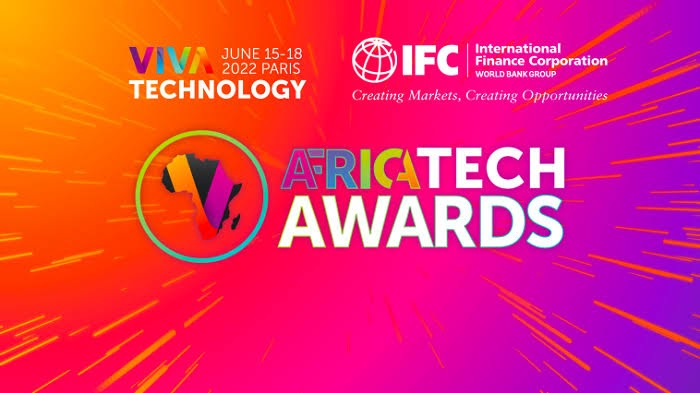 VIVA JUNE 15-18
2022 PARIS
TECHNOLOGY
IFC International
Finance Corporation
WORLD BANK GROUP
Creating Markets, Creating Opportunities
AFRICATECH
AWARDS